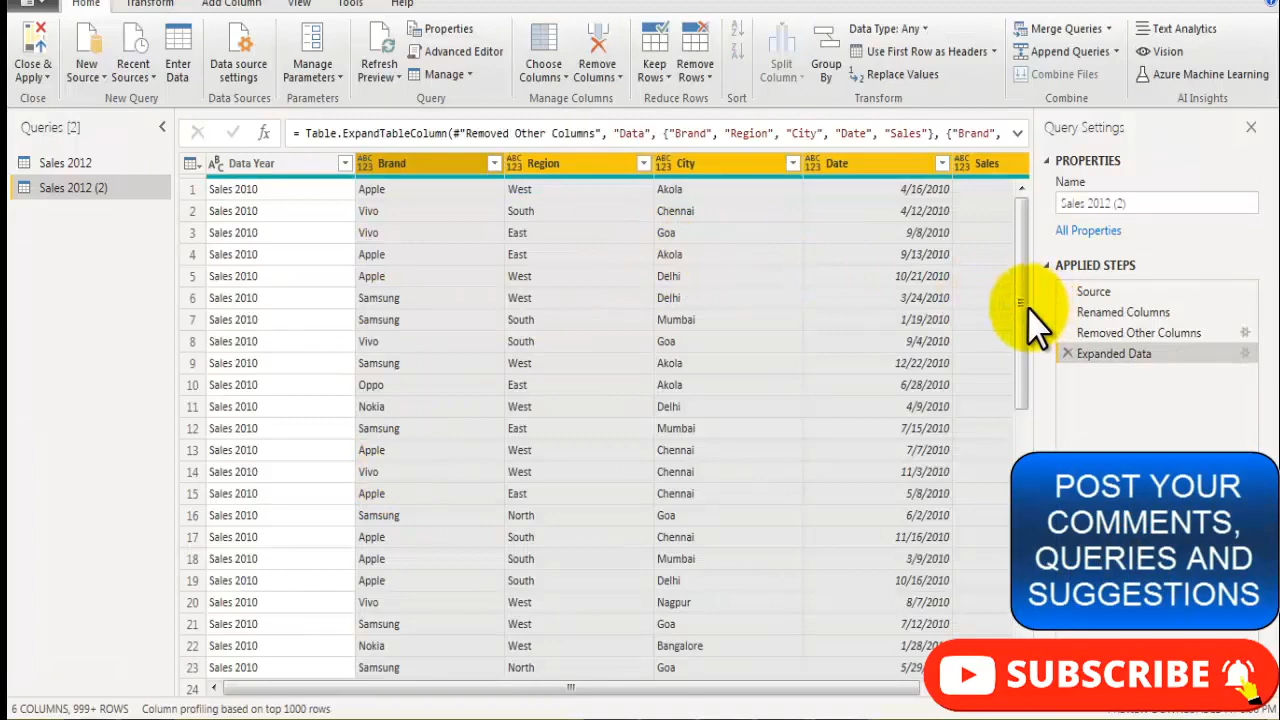 Home Transform Add Column View Tools Help
Close & Apply
New Source
Recent Sources
Enter Data
Data source settings
Manage Parameters
Refresh Preview
Properties
Advanced Editor
Manage
Choose Columns
Remove Columns
Keep Rows
Remove Rows
Split Column
Group By
Data Type: Any
Use First Row as Headers
Replace Values
Merge Queries
Append Queries
Combine Files
Text Analytics
Vision
Azure Machine Learning
Close New Query Data Sources Parameters Query Manage Columns Reduce Rows Sort Transform Combine AI Insights
Queries [2]
Sales 2012
Sales 2012 (2)
fx = Table.ExpandTableColumn(#"Removed Other Columns", "Data", {"Brand", "Region", "City", "Date", "Sales"}, {"Brand",
Data Year Brand Region City Date Sales
1 Sales 2010 Apple West Akola 4/16/2010
2 Sales 2010 Vivo South Chennai 4/12/2010
3 Sales 2010 Vivo East Goa 9/8/2010
4 Sales 2010 Apple East Akola 9/13/2010
5 Sales 2010 Apple West Delhi 10/21/2010
6 Sales 2010 Samsung West Delhi 3/24/2010
7 Sales 2010 Samsung South Mumbai 1/19/2010
8 Sales 2010 Vivo South Goa 9/4/2010
9 Sales 2010 Samsung West Akola 12/22/2010
10 Sales 2010 Oppo East Akola 6/28/2010
11 Sales 2010 Nokia West Delhi 4/9/2010
12 Sales 2010 Samsung East Mumbai 7/15/2010
13 Sales 2010 Apple West Chennai 7/7/2010
14 Sales 2010 Vivo West Chennai 11/3/2010
15 Sales 2010 Apple East Chennai 5/8/2010
16 Sales 2010 Samsung North Goa 6/2/2010
17 Sales 2010 Apple South Chennai 11/16/2010
18 Sales 2010 Apple South Mumbai 3/9/2010
19 Sales 2010 Apple South Delhi 10/16/2010
20 Sales 2010 Vivo West Nagpur 8/7/2010
21 Sales 2010 Samsung West Goa 7/12/2010
22 Sales 2010 Nokia West Bangalore 1/28/20
23 Sales 2010 Samsung North Goa 5/29
24
Query Settings
PROPERTIES
Name
Sales 2012 (2)
All Properties
APPLIED STEPS
Source
Renamed Columns
Removed Other Columns
Expanded Data
POST YOUR
COMMENTS,
QUERIES AND
SUGGESTIONS
SUBSCRIBE
6 COLUMNS, 999+ ROWS Column profiling based on top 1000 rows